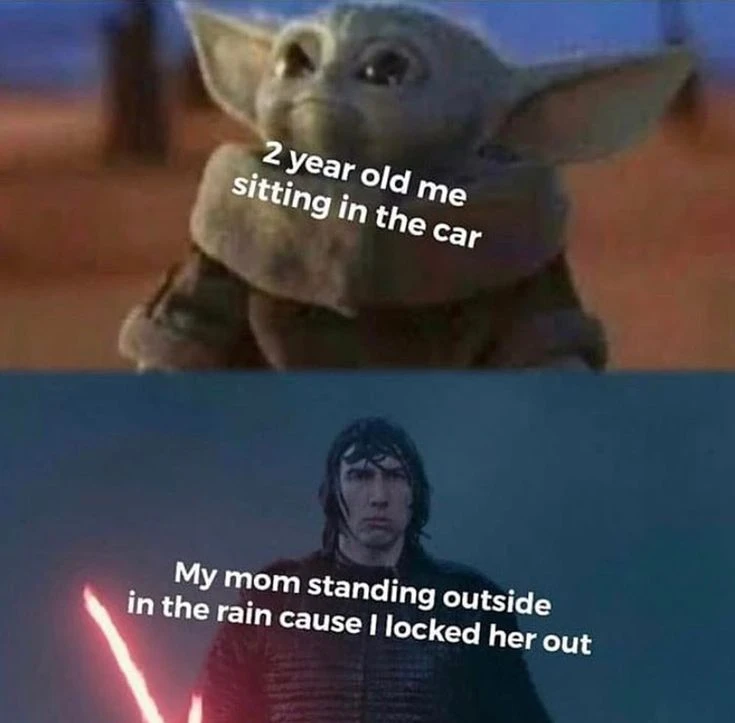 2 year old me
sitting in the car
My mom standing outside
in the rain cause I locked her out